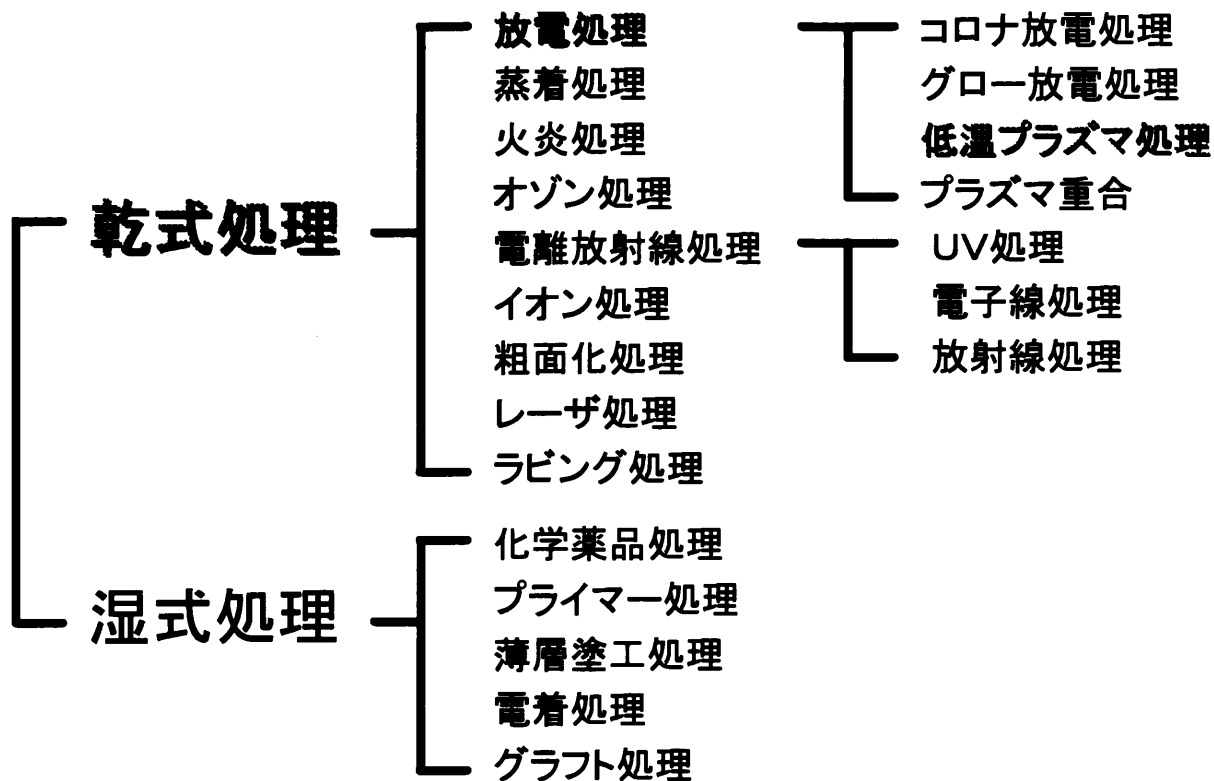 放電処理
蒸着処理
火炎処理
オゾン処理
乾式処理
電離放射線処理
イオン処理
粗面化処理
レーザ処理
ラビング処理
コロナ放電処理
グロー放電処理
低温プラズマ処理
プラズマ重合
UV処理
電子線処理
放射線処理
湿式処理
化学薬品処理
プライマー処理
薄層塗工処理
電着処理
グラフト処理